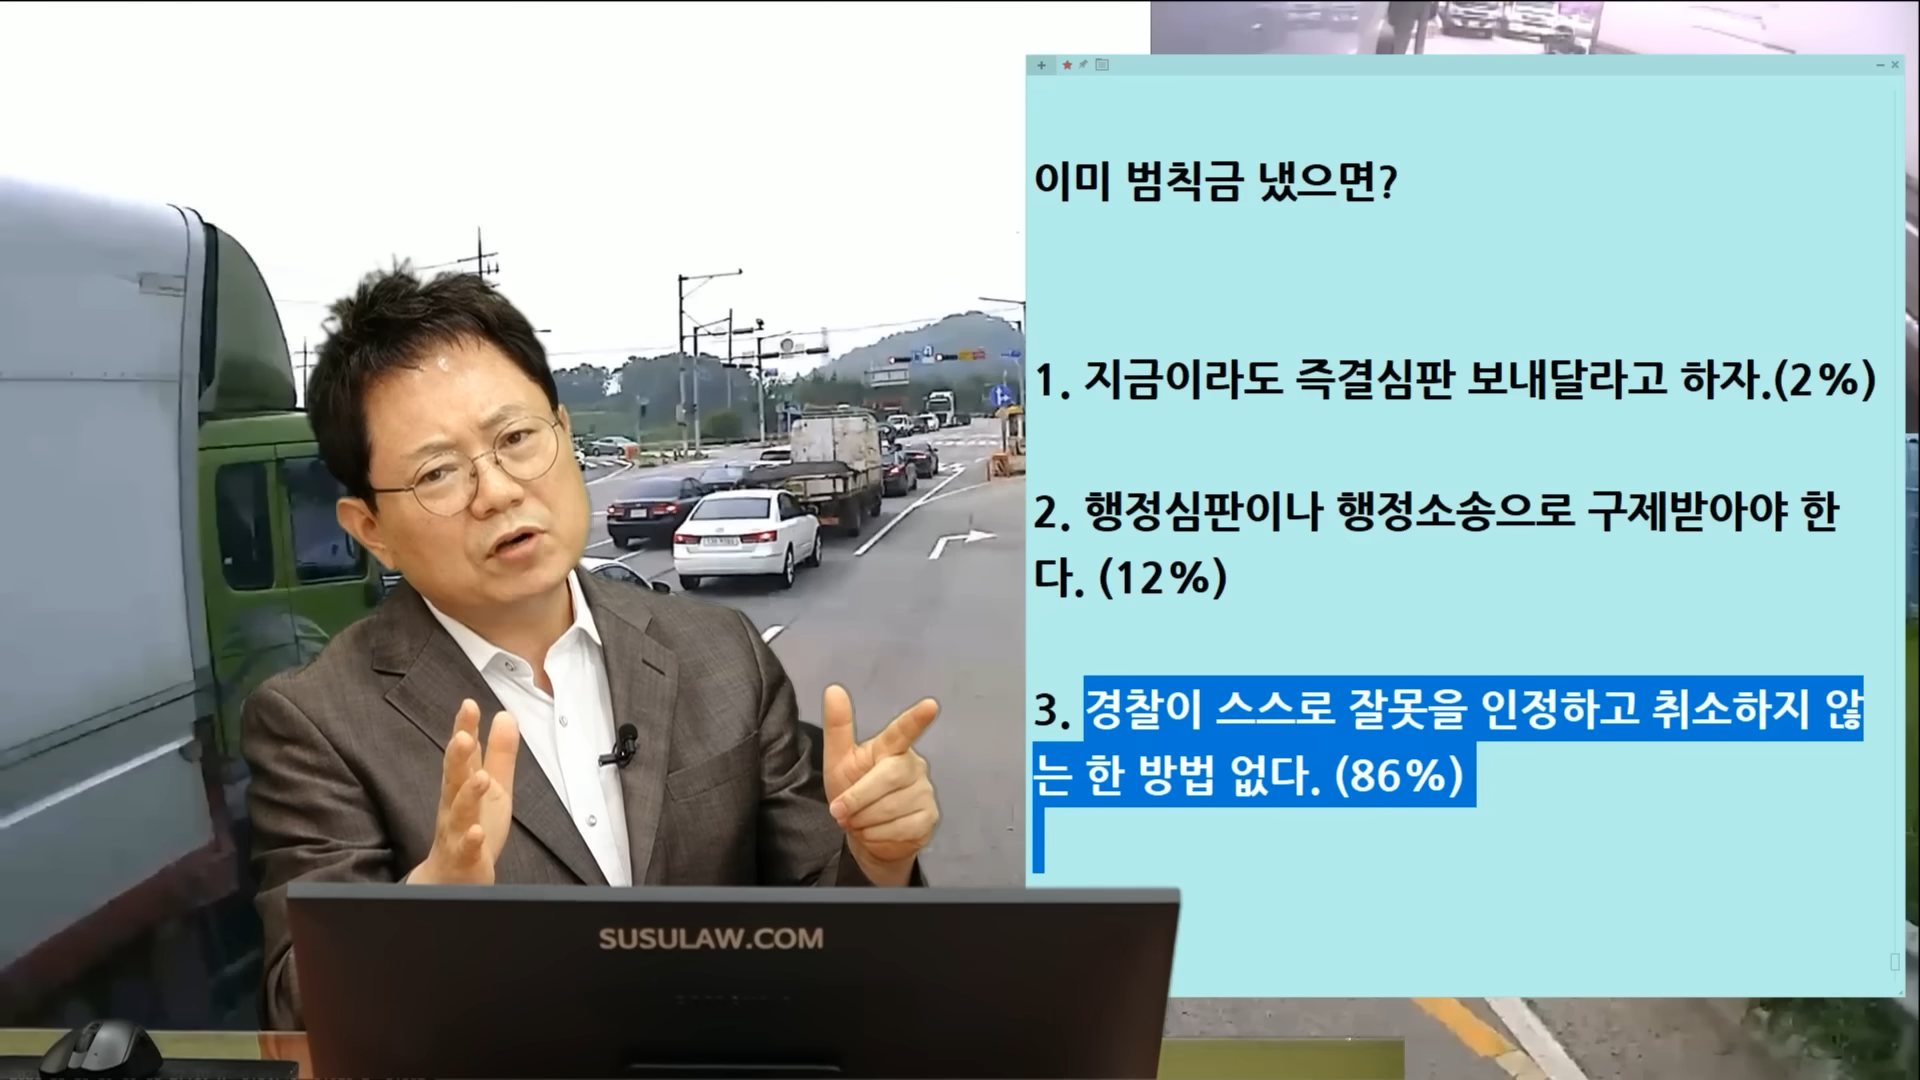 이미 범칙금 냈으면?
1. 지금이라도 즉결심판 보내달라고 하자.(2%)
2. 행정심판이나 행정소송으로 구제받아야 한
다. (12%)
3. 경찰이 스스로 잘못을 인정하고 취소하지 않
는 한 방법 없다. (86%)
SUSULAW.COM